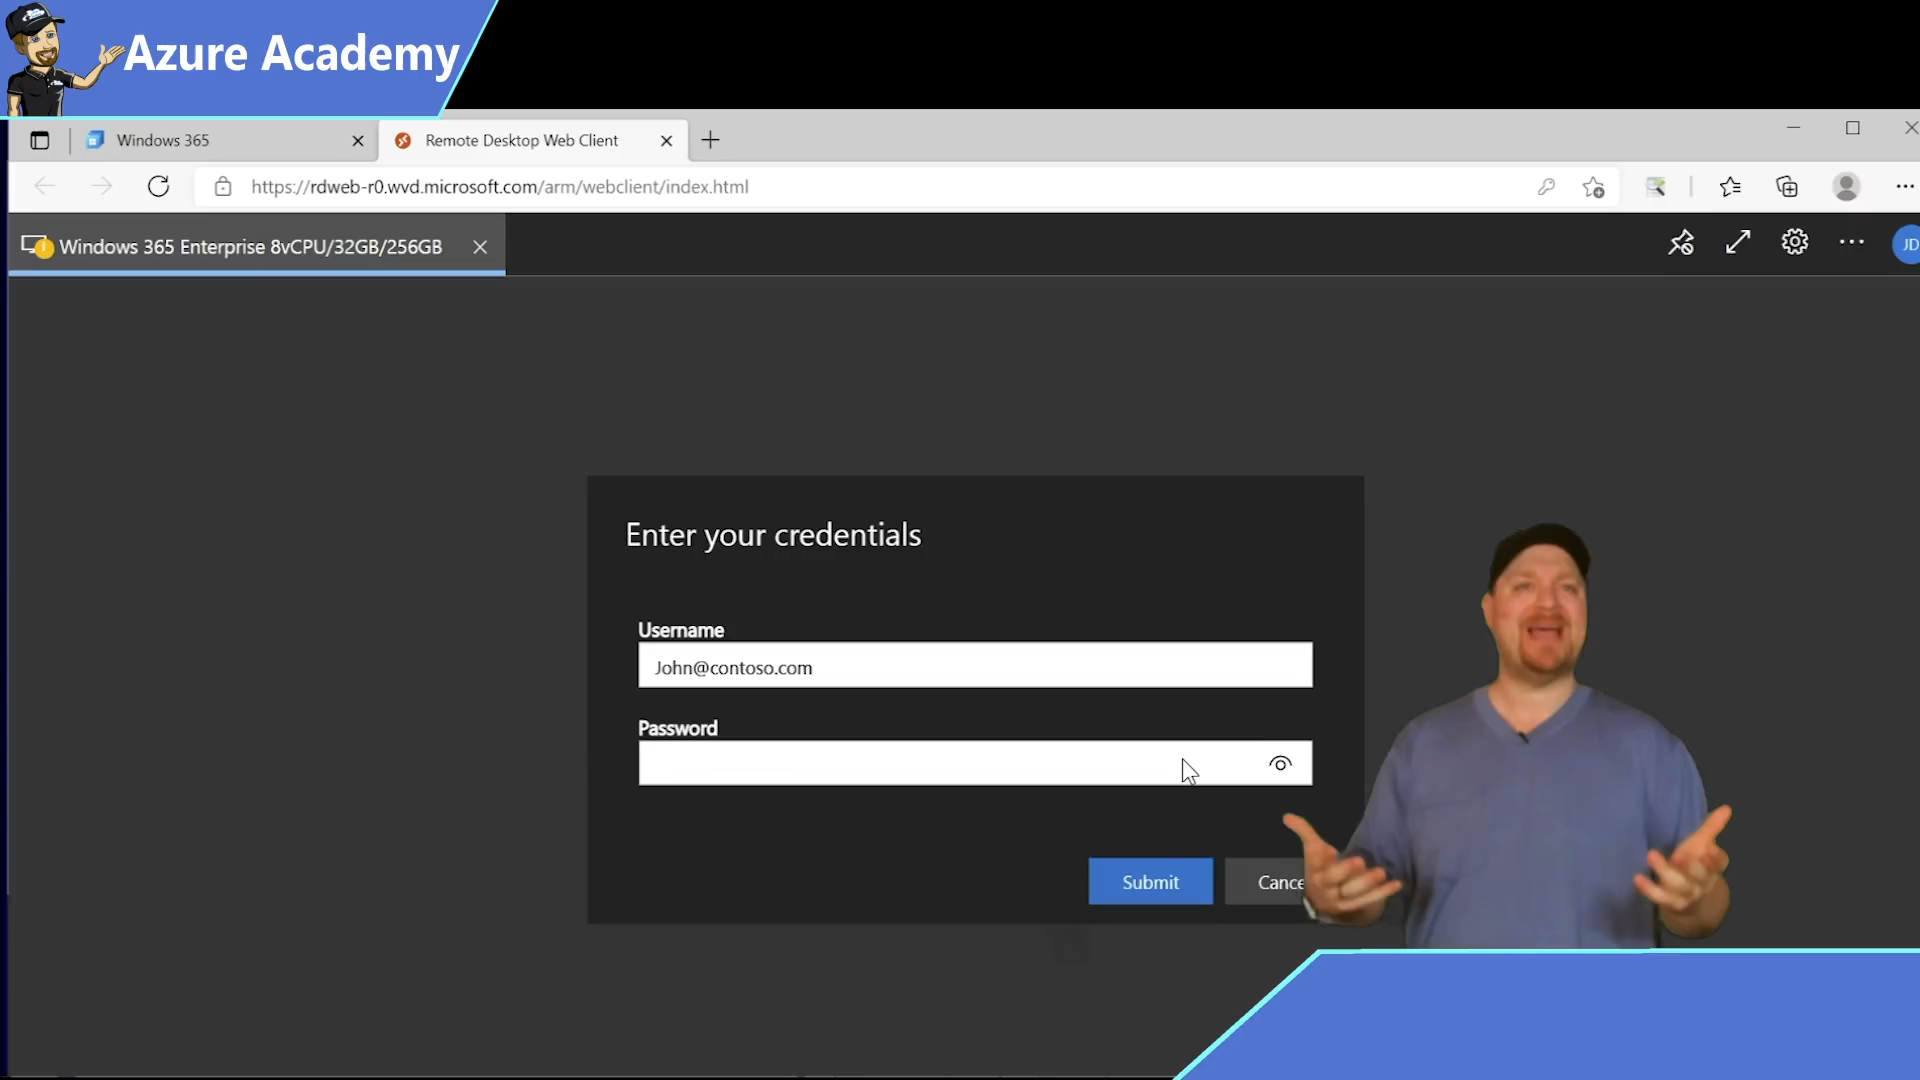 Azure Academy
Windows 365
Remote Desktop Web Client
https://rdweb-r0.wvd.microsoft.com/arm/webclient/index.html
Windows 365 Enterprise 8vCPU/32GB/256GB
JD
Enter your credentials
Username
John@contoso.com
Password
Submit
Cance